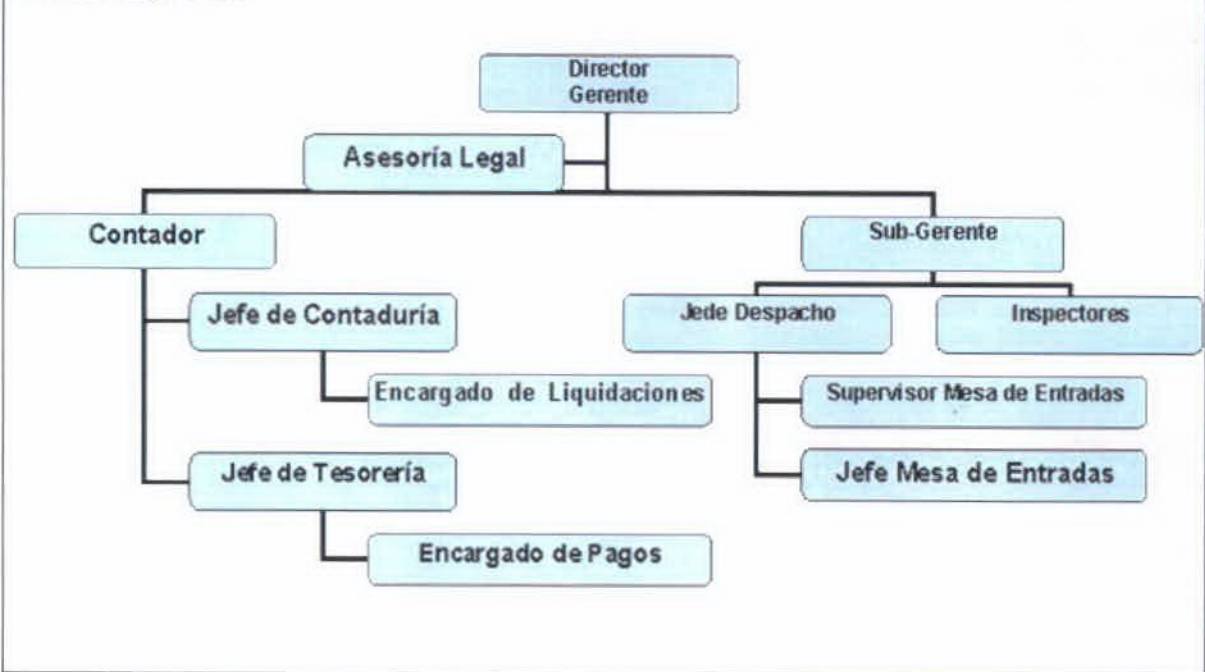 Director
Gerente
Asesoría Legal
Contador
Sub-Gerente
Jefe de Contaduría
Jede Despacho
Inspectores
Encargado de Liquidaciones
Supervisor Mesa de Entradas
Jefe de Tesorería
Jefe Mesa de Entradas
Encargado de Pagos